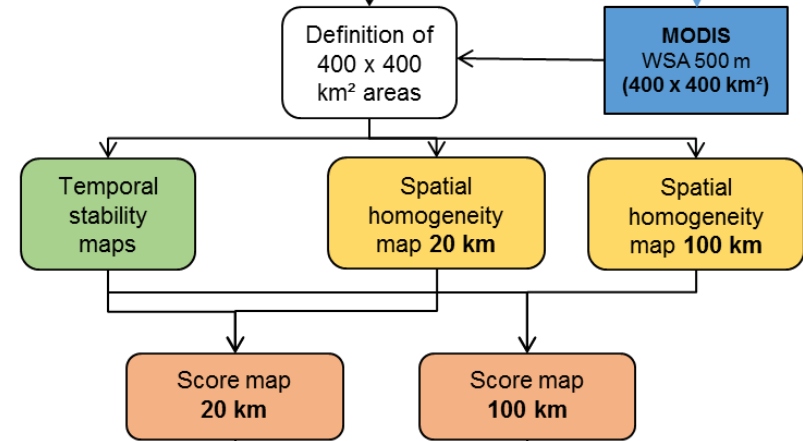 Definition of
400 x 400
km² areas
MODIS
WSA 500 m
(400 x 400 km²)
Temporal
stability
maps
Spatial
homogeneity
map 20 km
Spatial
homogeneity
map 100 km
Score map
20 km
Score map
100 km